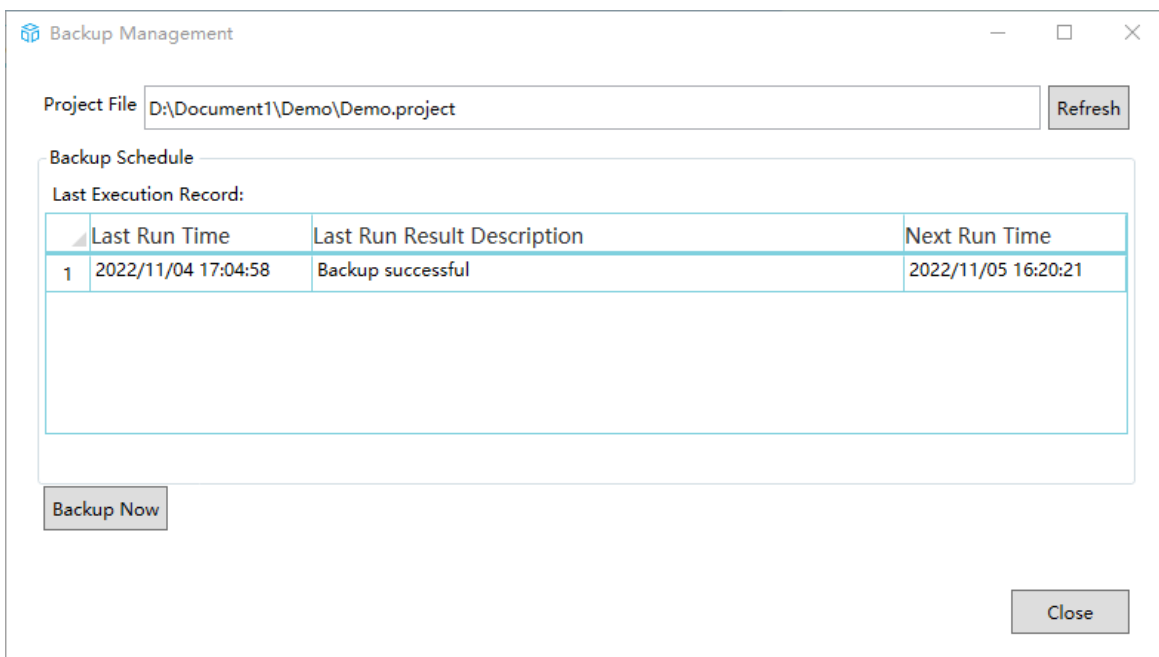 Backup Management
Project File D:\Document1\Demo\Demo.project Refresh
Backup Schedule
Last Execution Record:
Last Run Time Last Run Result Description Next Run Time
1 2022/11/04 17:04:58 Backup successful 2022/11/05 16:20:21
Backup Now
Close